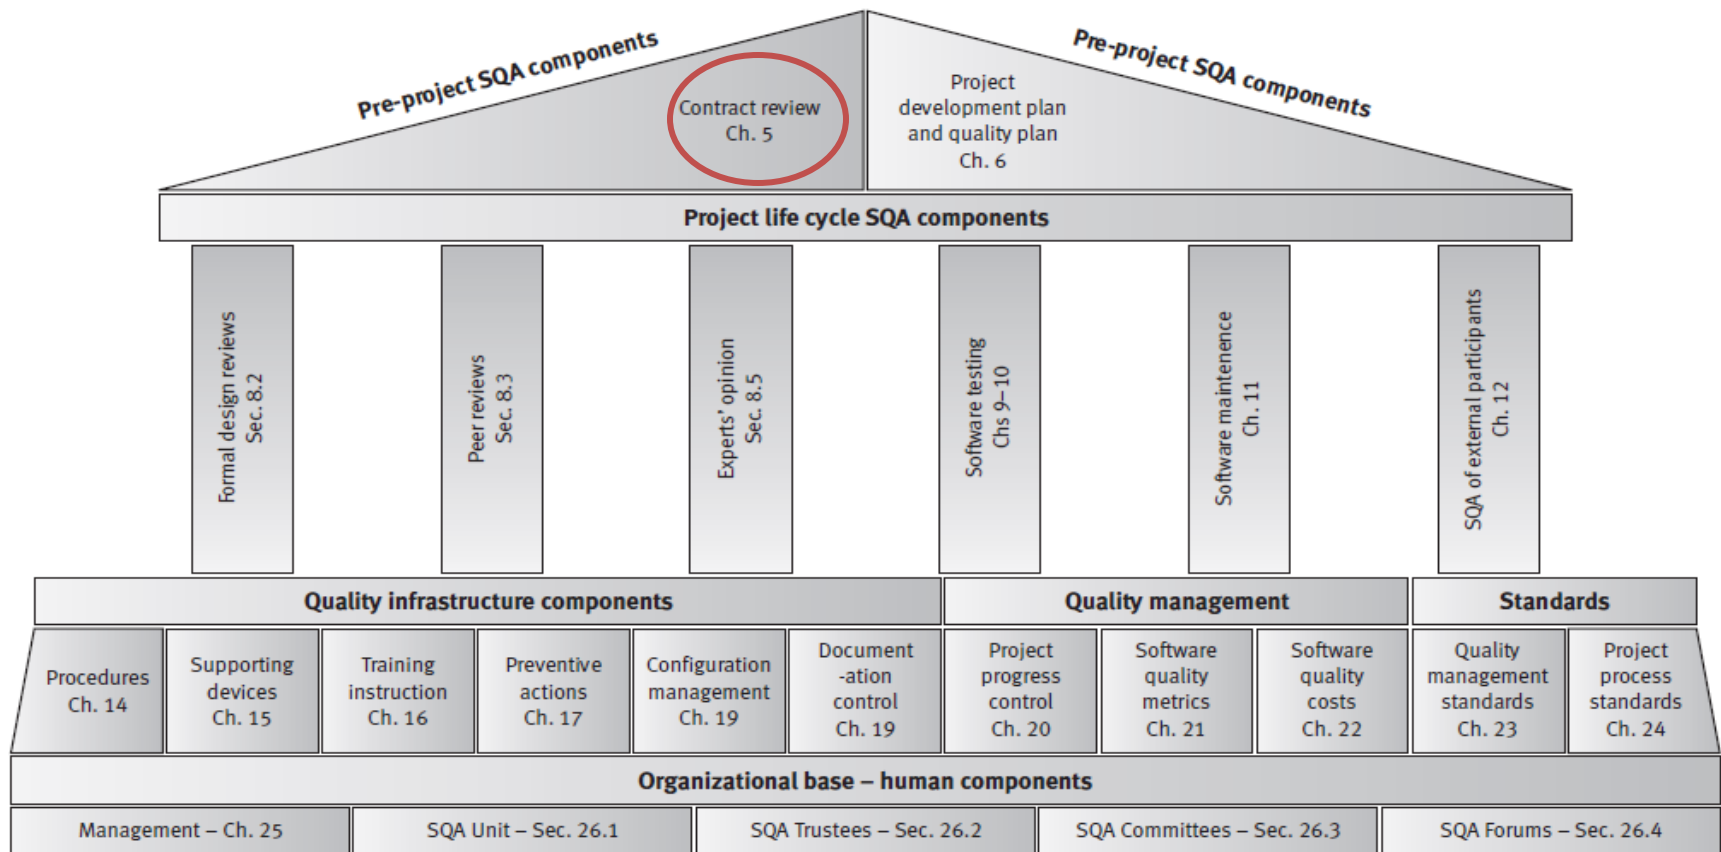 Pre-project SQA components
Pre-project SQA components
Contract review
Ch. 5
Project
development plan
and quality plan
Ch. 6
Project life cycle SQA components
Formal design reviews
Sec. 8.2
Peer reviews
Sec. 8.3
Experts’ opinion
Sec. 8.5
Software testing
Chs 9–10
Software maintenence
Ch. 11
SQA of external participants
Ch. 12
Quality infrastructure components
Quality management
Standards
Procedures
Ch. 14
Supporting
devices
Ch. 15
Training
instruction
Ch. 16
Preventive
actions
Ch. 17
Configuration
management
Ch. 19
Document
-ation
control
Ch. 19
Project
progress
control
Ch. 20
Software
quality
metrics
Ch. 21
Software
quality
costs
Ch. 22
Quality
management
standards
Ch. 23
Project
process
standards
Ch. 24
Organizational base – human components
Management – Ch. 25
SQA Unit – Sec. 26.1
SQA Trustees – Sec. 26.2
SQA Committees – Sec. 26.3
SQA Forums – Sec. 26.4